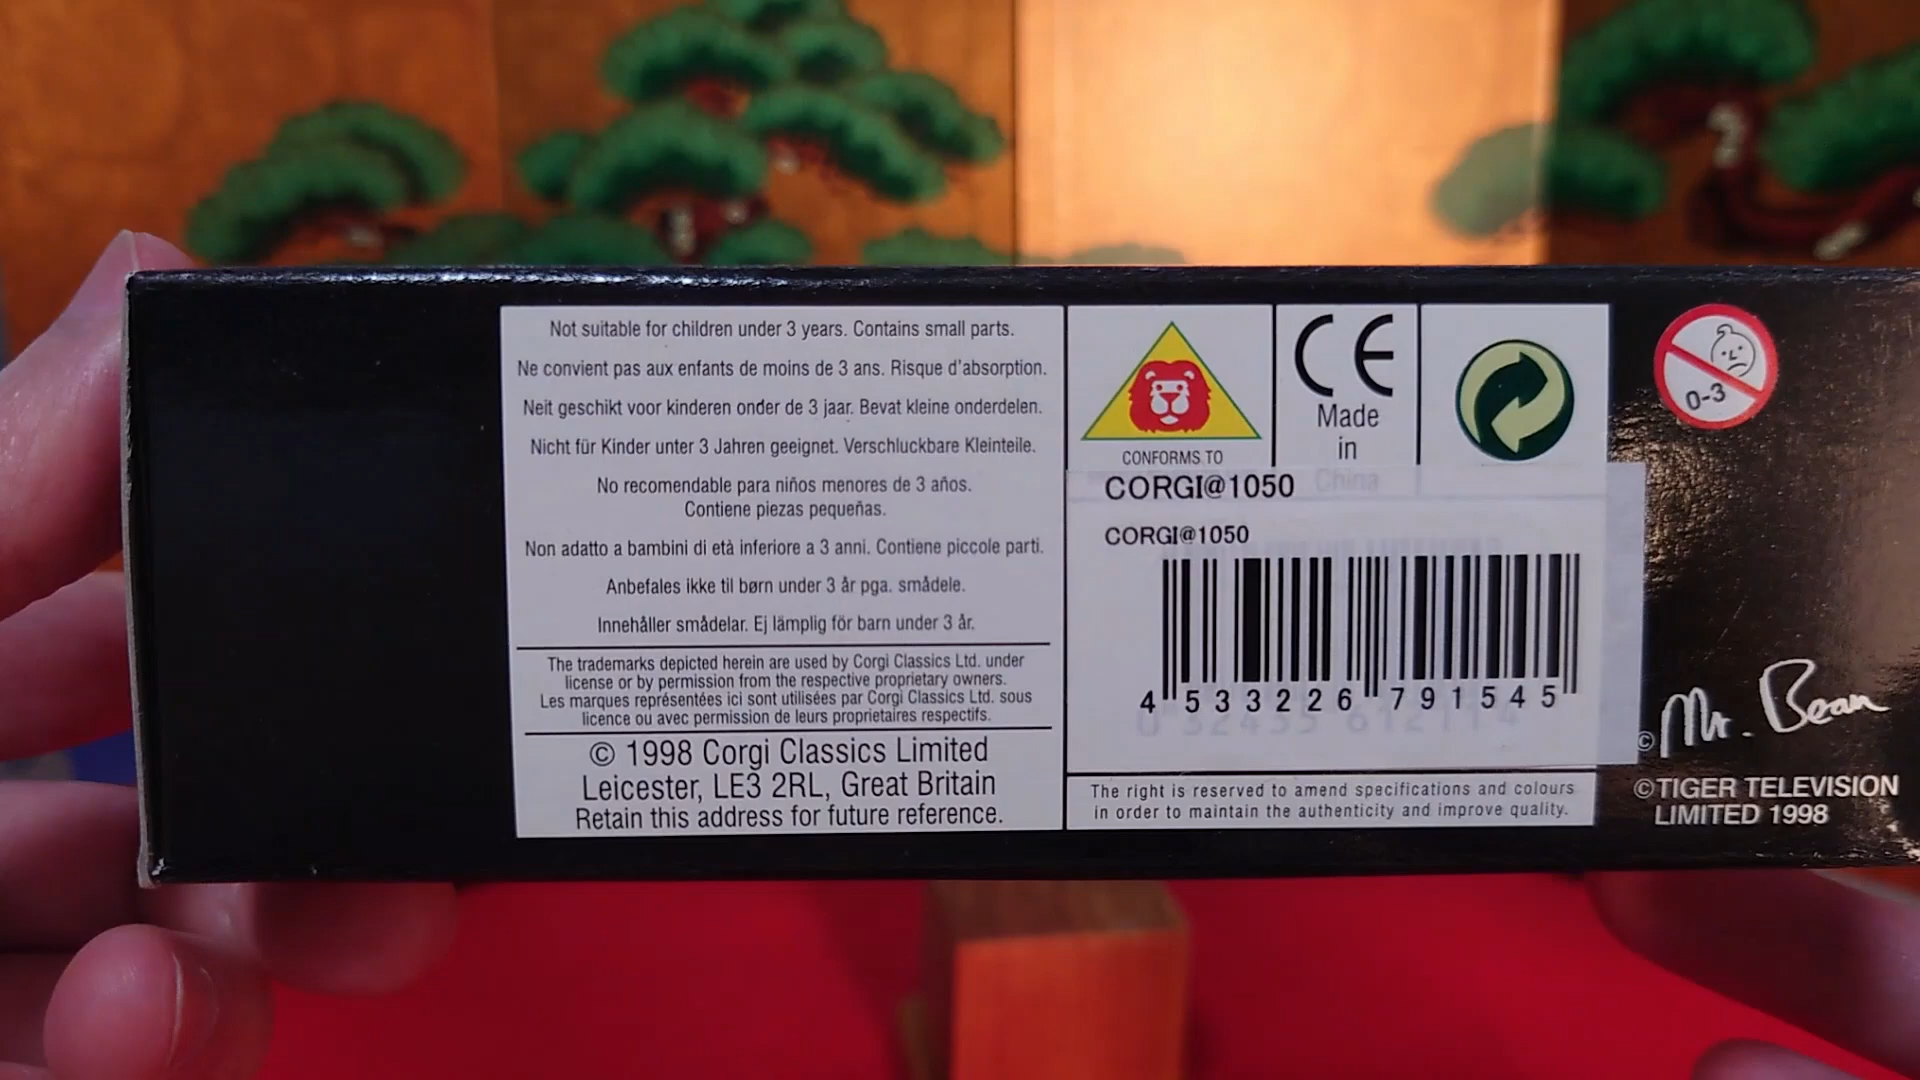 Not suitable for children under 3 years. Contains small parts.
Ne convient pas aux enfants de moins de 3 ans. Risque d'absorption.
Neit geschikt voor kinderen onder de 3 jaar. Bevat kleine onderdelen.
Nicht für Kinder unter 3 Jahren geeignet. Verschluckbare Kleinteile.
No recomendable para niños menores de 3 años.
Contiene piezas pequeñas.
Non adatto a bambini di età inferiore a 3 anni. Contiene piccole parti.
Anbefales ikke til børn under 3 år pga. smådele.
Innehåller smådelar. Ej lämplig för barn under 3 år.
The trademarks depicted herein are used by Corgi Classics Ltd. under
license or by permission from the respective proprietary owners.
Les marques représentées ici sont utilisées par Corgi Classics Ltd. sous
licence ou avec permission de leurs proprietaires respectifs.
© 1998 Corgi Classics Limited
Leicester, LE3 2RL, Great Britain
Retain this address for future reference.
CONFORMS TO
CE
Made
in
China
CORGI@1050
CORGI@1050
4 533226 791545
The right is reserved to amend specifications and colours
in order to maintain the authenticity and improve quality.
0-3
© Mr. Bean
© TIGER TELEVISION
LIMITED 1998